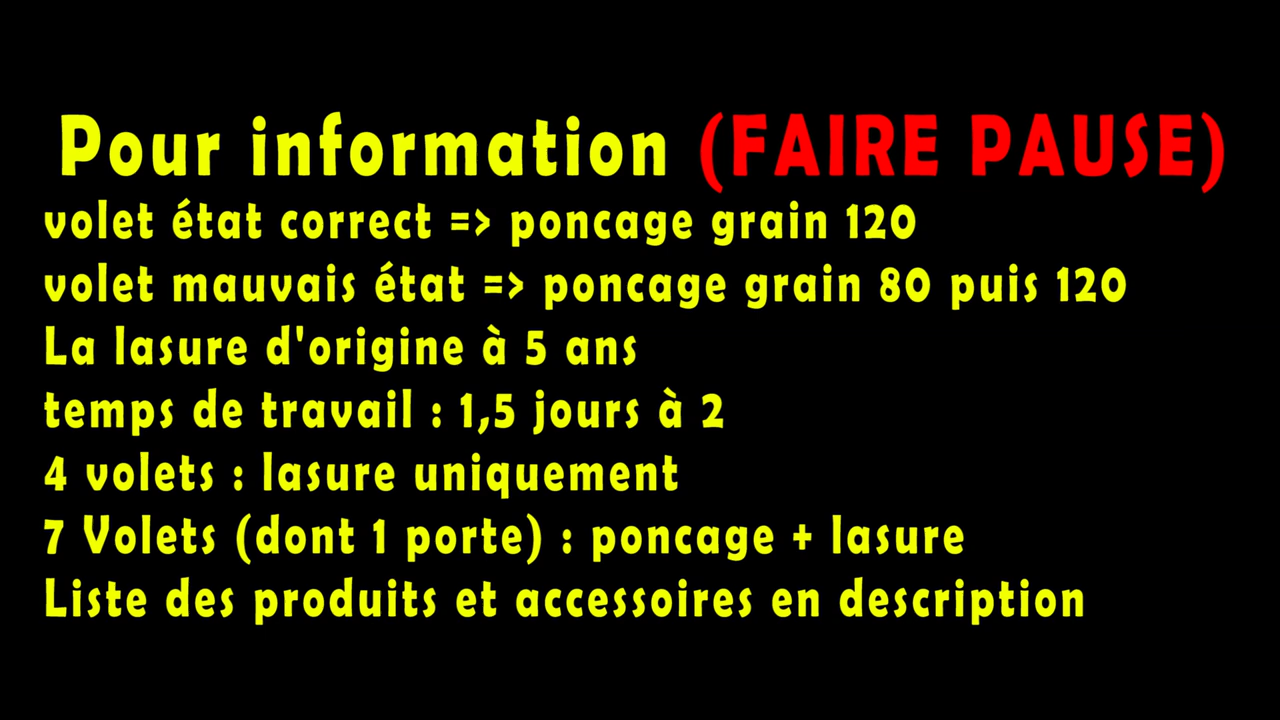 Pour information (FAIRE PAUSE)
volet état correct => poncage grain 120
volet mauvais état => poncage grain 80 puis 120
La lasure d'origine à 5 ans
temps de travail : 1,5 jours à 2
4 volets : lasure uniquement
7 Volets (dont 1 porte) : poncage + lasure
Liste des produits et accessoires en description